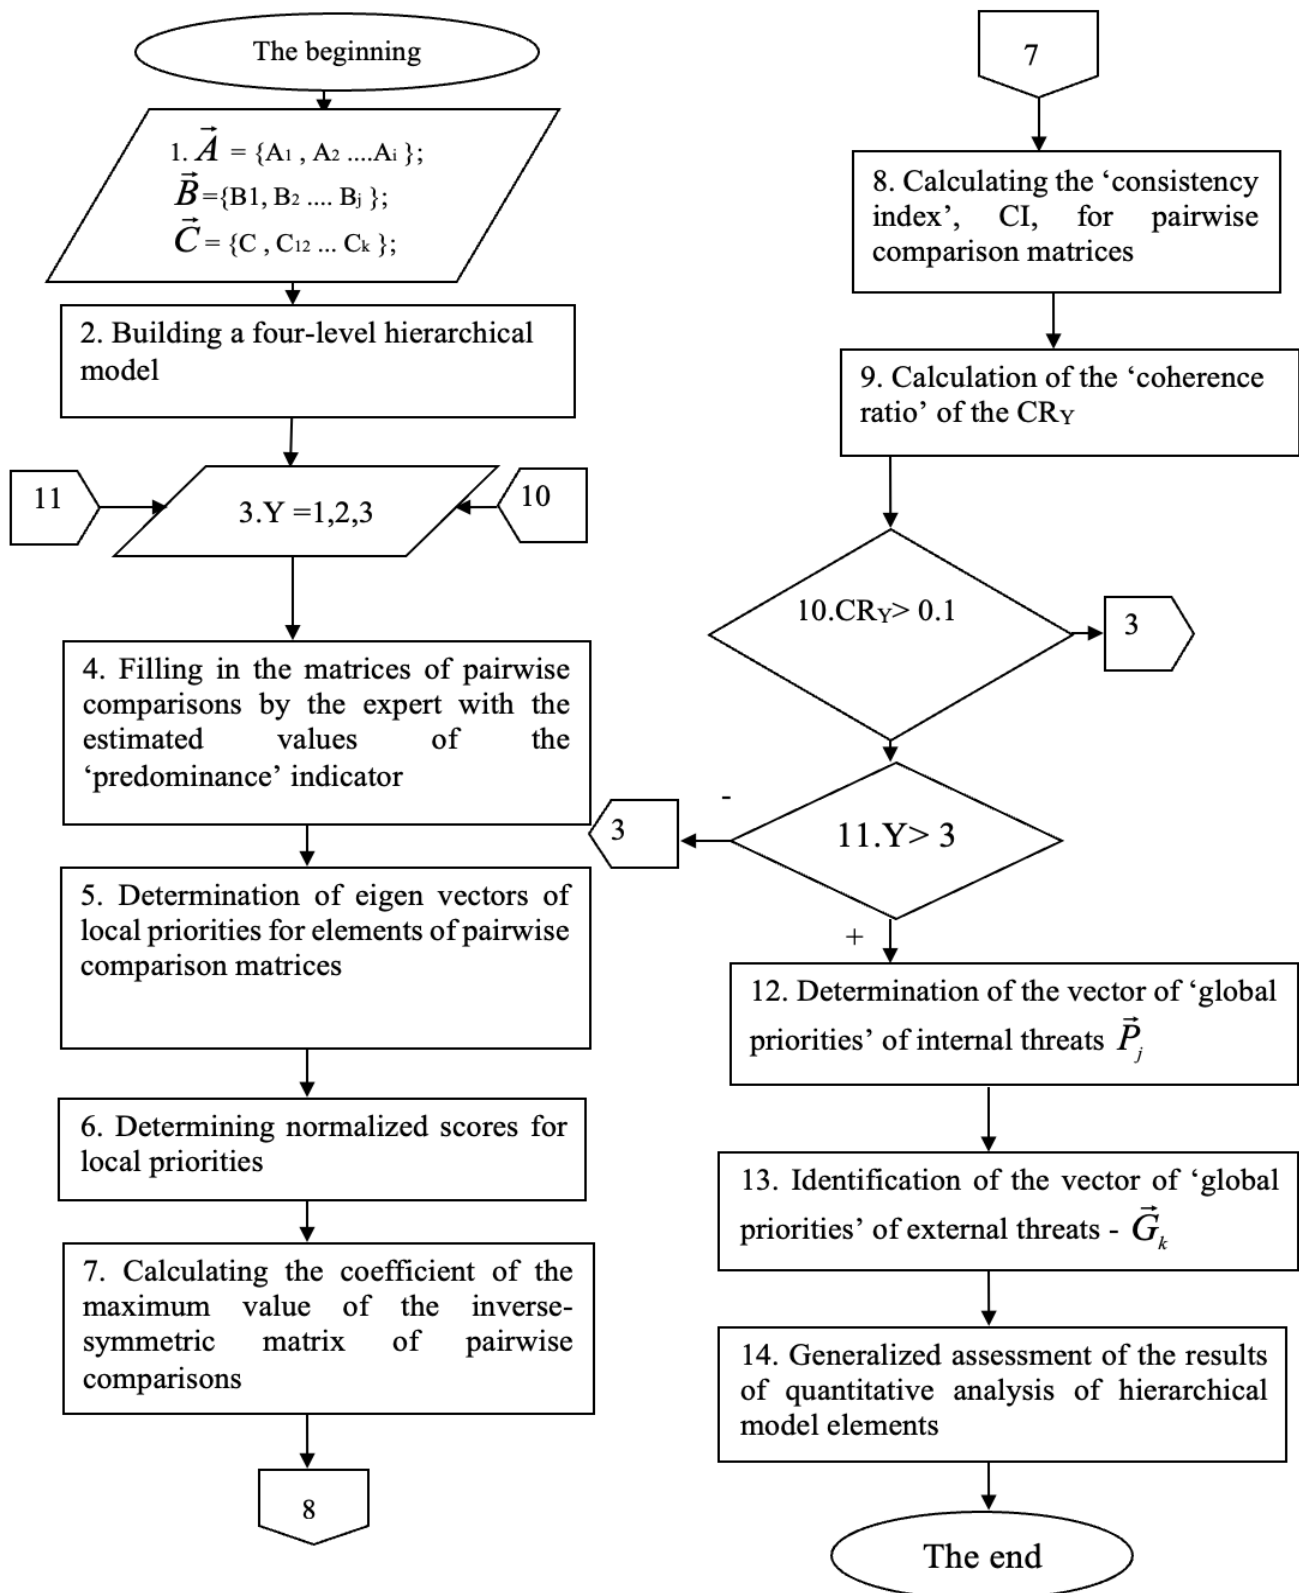 The beginning
1. A⃗ = {A₁ , A₂ ....Aᵢ };
B⃗={B1, B₂ .... Bⱼ };
C⃗= {C , C₁₂ ... Cₖ };
2. Building a four-level hierarchical
model
11
3.Y =1,2,3
10
4. Filling in the matrices of pairwise
comparisons by the expert with the
estimated values of the
‘predominance’ indicator
5. Determination of eigen vectors of
local priorities for elements of pairwise
comparison matrices
6. Determining normalized scores for
local priorities
7. Calculating the coefficient of the
maximum value of the inverse-
symmetric matrix of pairwise
comparisons
8
7
8. Calculating the ‘consistency
index’, CI, for pairwise
comparison matrices
9. Calculation of the ‘coherence
ratio’ of the CRY
10.CRY> 0.1
3
-
3
11.Y> 3
+
12. Determination of the vector of ‘global
priorities’ of internal threats P⃗ⱼ
13. Identification of the vector of ‘global
priorities’ of external threats - G⃗ₖ
14. Generalized assessment of the results
of quantitative analysis of hierarchical
model elements
The end